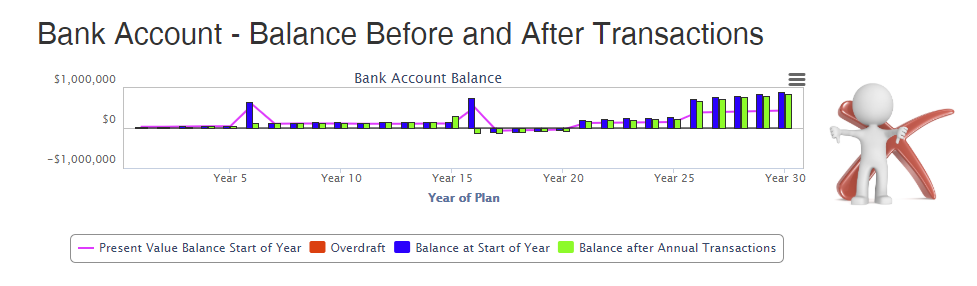 Bank Account - Balance Before and After Transactions
Bank Account Balance
$1,000,000
$0
−$1,000,000
Year 5 Year 10 Year 15 Year 20 Year 25 Year 30
Year of Plan
Present Value Balance Start of Year Overdraft Balance at Start of Year Balance after Annual Transactions